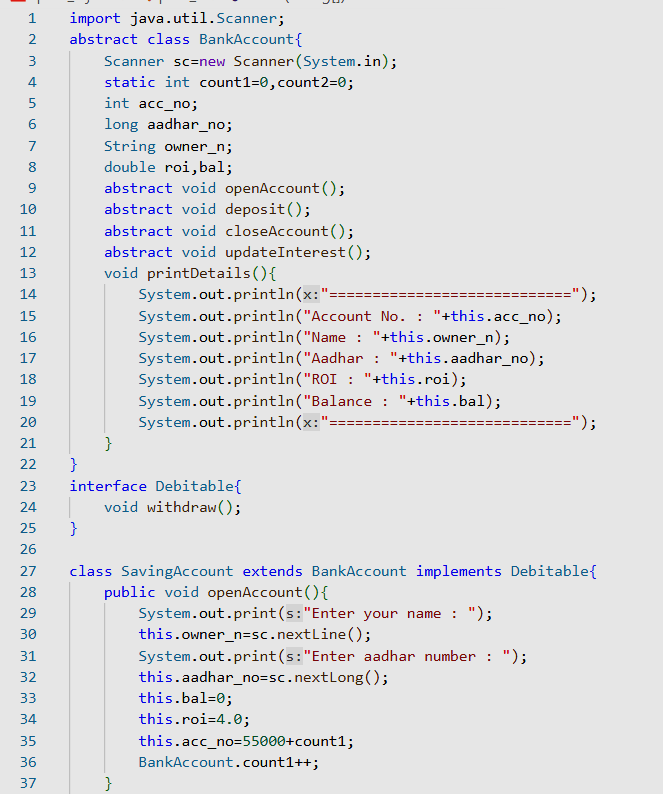 1 import java.util.Scanner;
2 abstract class BankAccount{
3     Scanner sc=new Scanner(System.in);
4     static int count1=0,count2=0;
5     int acc_no;
6     long aadhar_no;
7     String owner_n;
8     double roi,bal;
9     abstract void openAccount();
10     abstract void deposit();
11     abstract void closeAccount();
12     abstract void updateInterest();
13     void printDetails(){
14         System.out.println(x:"============================");
15         System.out.println("Account No. : "+this.acc_no);
16         System.out.println("Name : "+this.owner_n);
17         System.out.println("Aadhar : "+this.aadhar_no);
18         System.out.println("ROI : "+this.roi);
19         System.out.println("Balance : "+this.bal);
20         System.out.println(x:"============================");
21     }
22 }
23 interface Debitable{
24     void withdraw();
25 }
26
27 class SavingAccount extends BankAccount implements Debitable{
28     public void openAccount(){
29         System.out.print(s:"Enter your name : ");
30         this.owner_n=sc.nextLine();
31         System.out.print(s:"Enter aadhar number : ");
32         this.aadhar_no=sc.nextLong();
33         this.bal=0;
34         this.roi=4.0;
35         this.acc_no=55000+count1;
36         BankAccount.count1++;
37     }